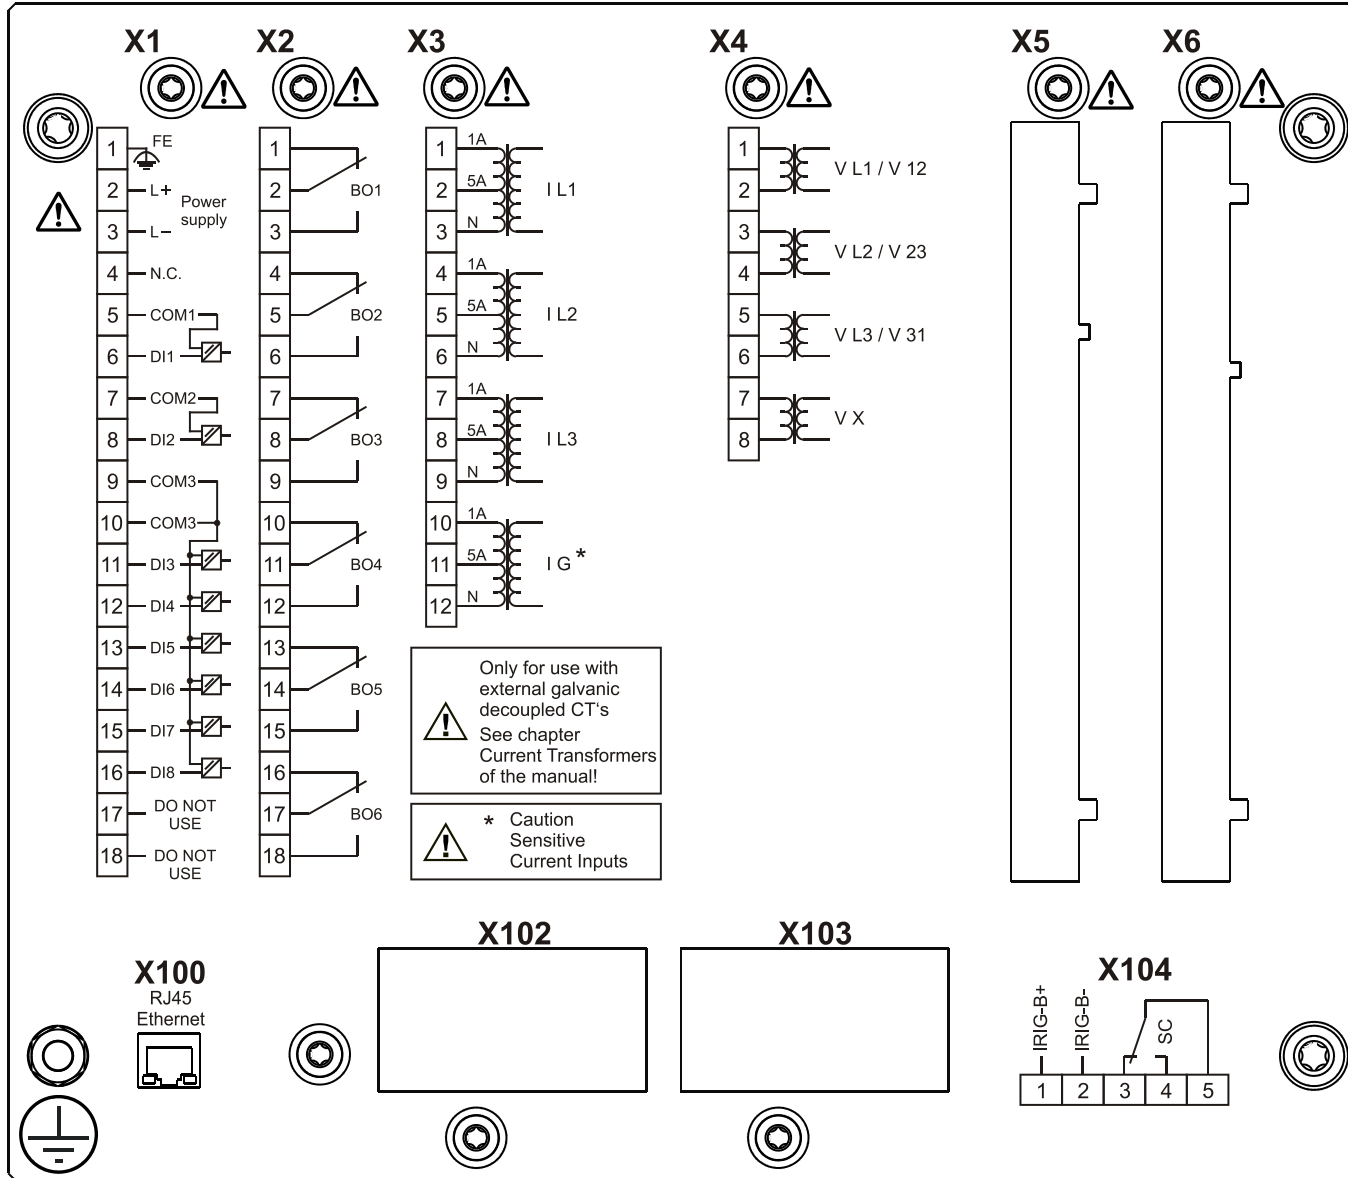 X1
X2
X3
X4
X5
X6
1 FE
2 L+
Power
supply
3 L–
4 N.C.
5 COM1
6 DI1
7 COM2
8 DI2
9 COM3
10 COM3
11 DI3
12 DI4
13 DI5
14 DI6
15 DI7
16 DI8
17 DO NOT
USE
18 DO NOT
USE
1
2 BO1
3
4
5 BO2
6
7
8 BO3
9
10
11 BO4
12
13
14 BO5
15
16
17 BO6
18
1 1A
2 5A I L1
3 N
4 1A
5 5A I L2
6 N
7 1A
8 5A I L3
9 N
10 1A
11 5A I G *
12 N
Only for use with
external galvanic
decoupled CT‘s
See chapter
Current Transformers
of the manual!
* Caution
Sensitive
Current Inputs
1
V L1 / V 12
2
3
V L2 / V 23
4
5
V L3 / V 31
6
7
V X
8
X100
RJ45
Ethernet
X102
X103
X104
IRIG-B+
IRIG-B-
SC
1 2 3 4 5